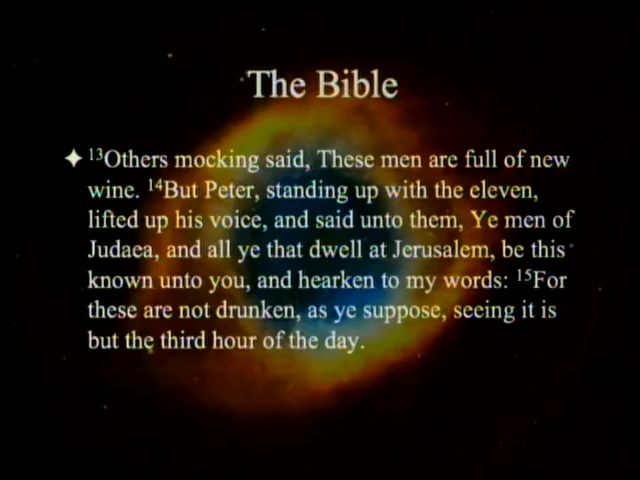 The Bible
✦ ¹³Others mocking said, These men are full of new
wine. ¹⁴But Peter, standing up with the eleven,
lifted up his voice, and said unto them, Ye men of
Judaea, and all ye that dwell at Jerusalem, be this
known unto you, and hearken to my words: ¹⁵For
these are not drunken, as ye suppose, seeing it is
but the third hour of the day.